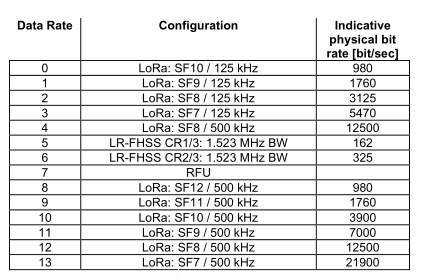 Data Rate Configuration Indicative
physical bit
rate [bit/sec]
0 LoRa: SF10 / 125 kHz 980
1 LoRa: SF9 / 125 kHz 1760
2 LoRa: SF8 / 125 kHz 3125
3 LoRa: SF7 / 125 kHz 5470
4 LoRa: SF8 / 500 kHz 12500
5 LR-FHSS CR1/3: 1.523 MHz BW 162
6 LR-FHSS CR2/3: 1.523 MHz BW 325
7 RFU
8 LoRa: SF12 / 500 kHz 980
9 LoRa: SF11 / 500 kHz 1760
10 LoRa: SF10 / 500 kHz 3900
11 LoRa: SF9 / 500 kHz 7000
12 LoRa: SF8 / 500 kHz 12500
13 LoRa: SF7 / 500 kHz 21900